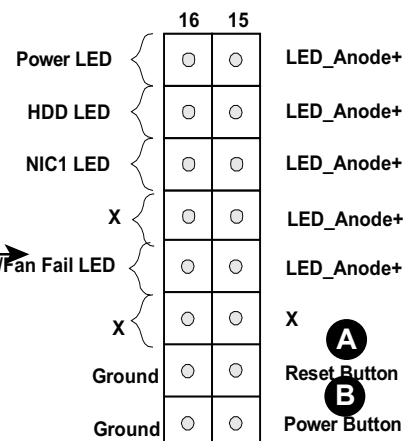 16 15
Power LED LED_Anode+
HDD LED LED_Anode+
NIC1 LED LED_Anode+
X LED_Anode+
/Fan Fail LED LED_Anode+
X X
A
Ground Reset Button
B
Ground Power Button